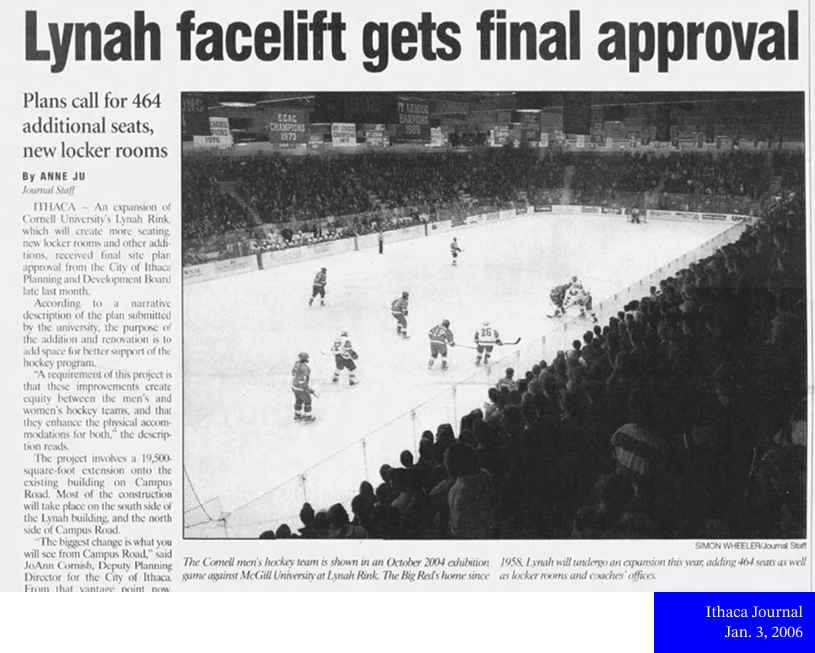 Lynah facelift gets final approval
Plans call for 464
additional seats,
new locker rooms
By ANNE JU
Journal Staff
ITHACA – An expansion of
Cornell University's Lynah Rink,
which will create more seating,
new locker rooms and other addi-
tions, received final site plan
approval from the City of Ithaca
Planning and Development Board
late last month.
According to a narrative
description of the plan submitted
by the university, the purpose of
the addition and renovation is to
add space for better support of the
hockey program.
"A requirement of this project is
that these improvements create
equity between the men's and
women's hockey teams, and that
they enhance the physical accom-
modations for both," the descrip-
tion reads.
The project involves a 19,500-
square-foot extension onto the
existing building on Campus
Road. Most of the construction
will take place on the south side of
the Lynah building, and the north
side of Campus Road.
"The biggest change is what you
will see from Campus Road," said
JoAnn Cornish, Deputy Planning
Director for the City of Ithaca.
From that vantage point now,
ECAC
CHAMPIONS
1973
LEAGUE
1983
26
SIMON WHEELER/Journal Staff
The Cornell men's hockey team is shown in an October 2004 exhibition
game against McGill University at Lynah Rink. The Big Red's home since
1958, Lynah will undergo an expansion this year, adding 464 seats as well
as locker rooms and coaches' offices.
Ithaca Journal
Jan. 3, 2006